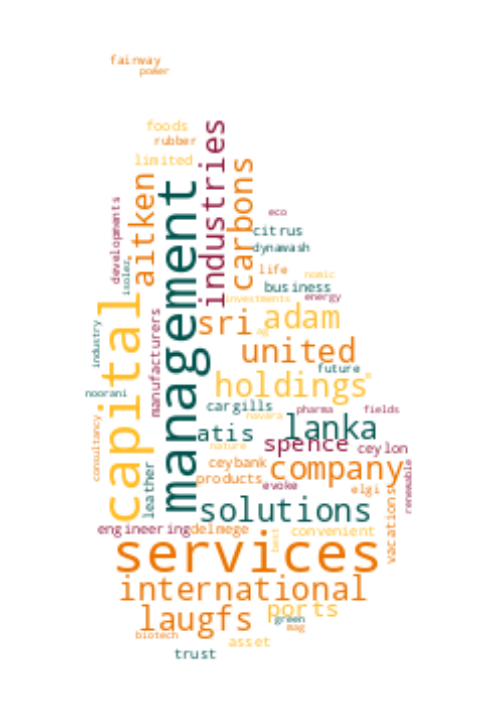 fairway
power
foods
rubber
limited
industries
carbons
aitken
management
developments
isolez
eco
citrus
dynawash
life
nomic
business
energy
investments
capital
sri
adam
ag
manufacturers
industry
united
future
holdings
noorani
cargills
pharma
fields
navara
lanka
atis
spence
ceylon
nature
consultancy
leather
ceybank
company
renewable
products
evoke
elgi
vacations
solutions
engineering
delmege
convenient
best
services
international
laugfs
ports
green
mag
biotech
asset
trust